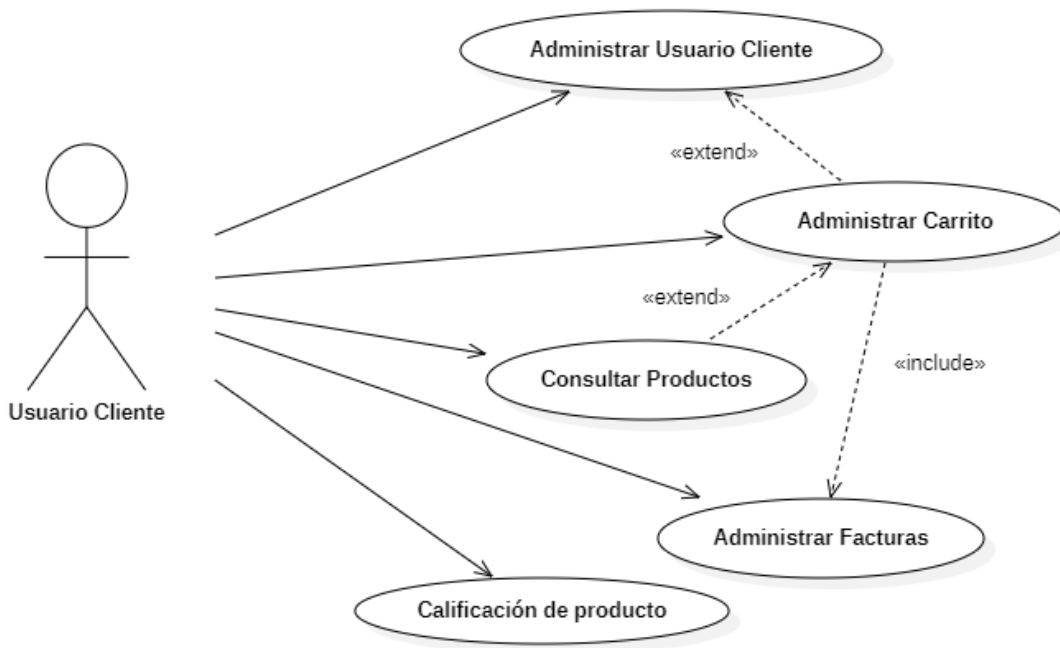 Administrar Usuario Cliente
«extend»
Administrar Carrito
«extend»
Consultar Productos
«include»
Usuario Cliente
Administrar Facturas
Calificación de producto